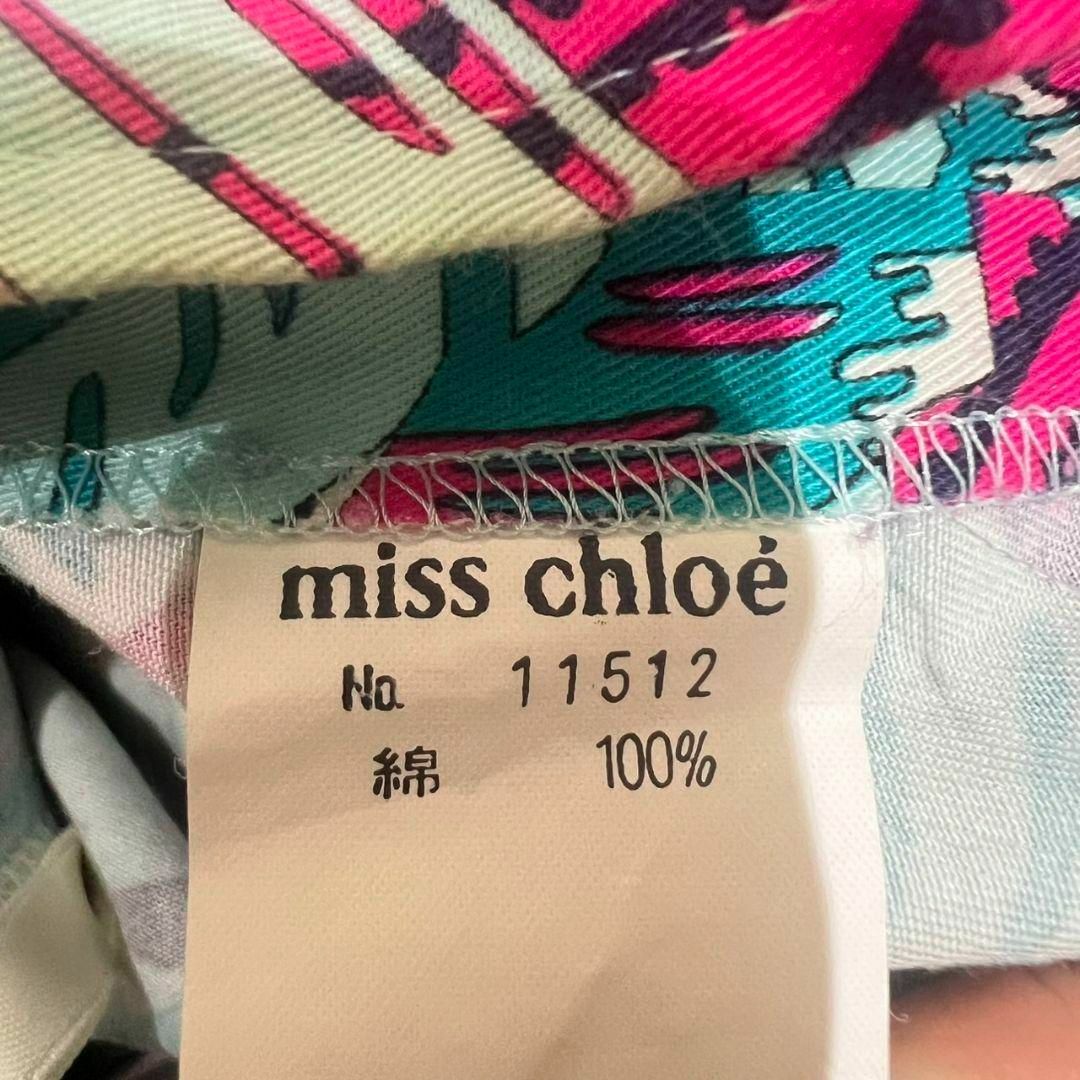 miss chloé
No 11512
綿 100%